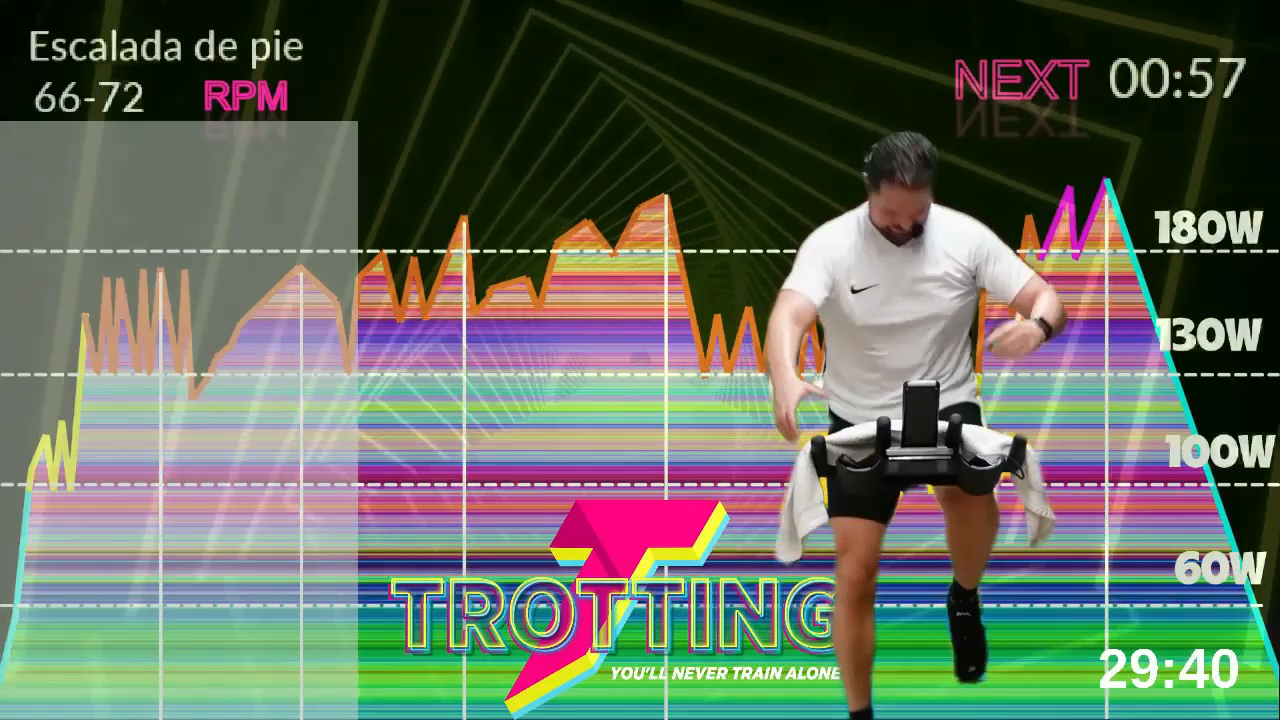 Escalada de pie
66-72 RPM
NEXT 00:57
180W
130W
100W
60W
TROTTING
YOU'LL NEVER TRAIN ALONE
29:40